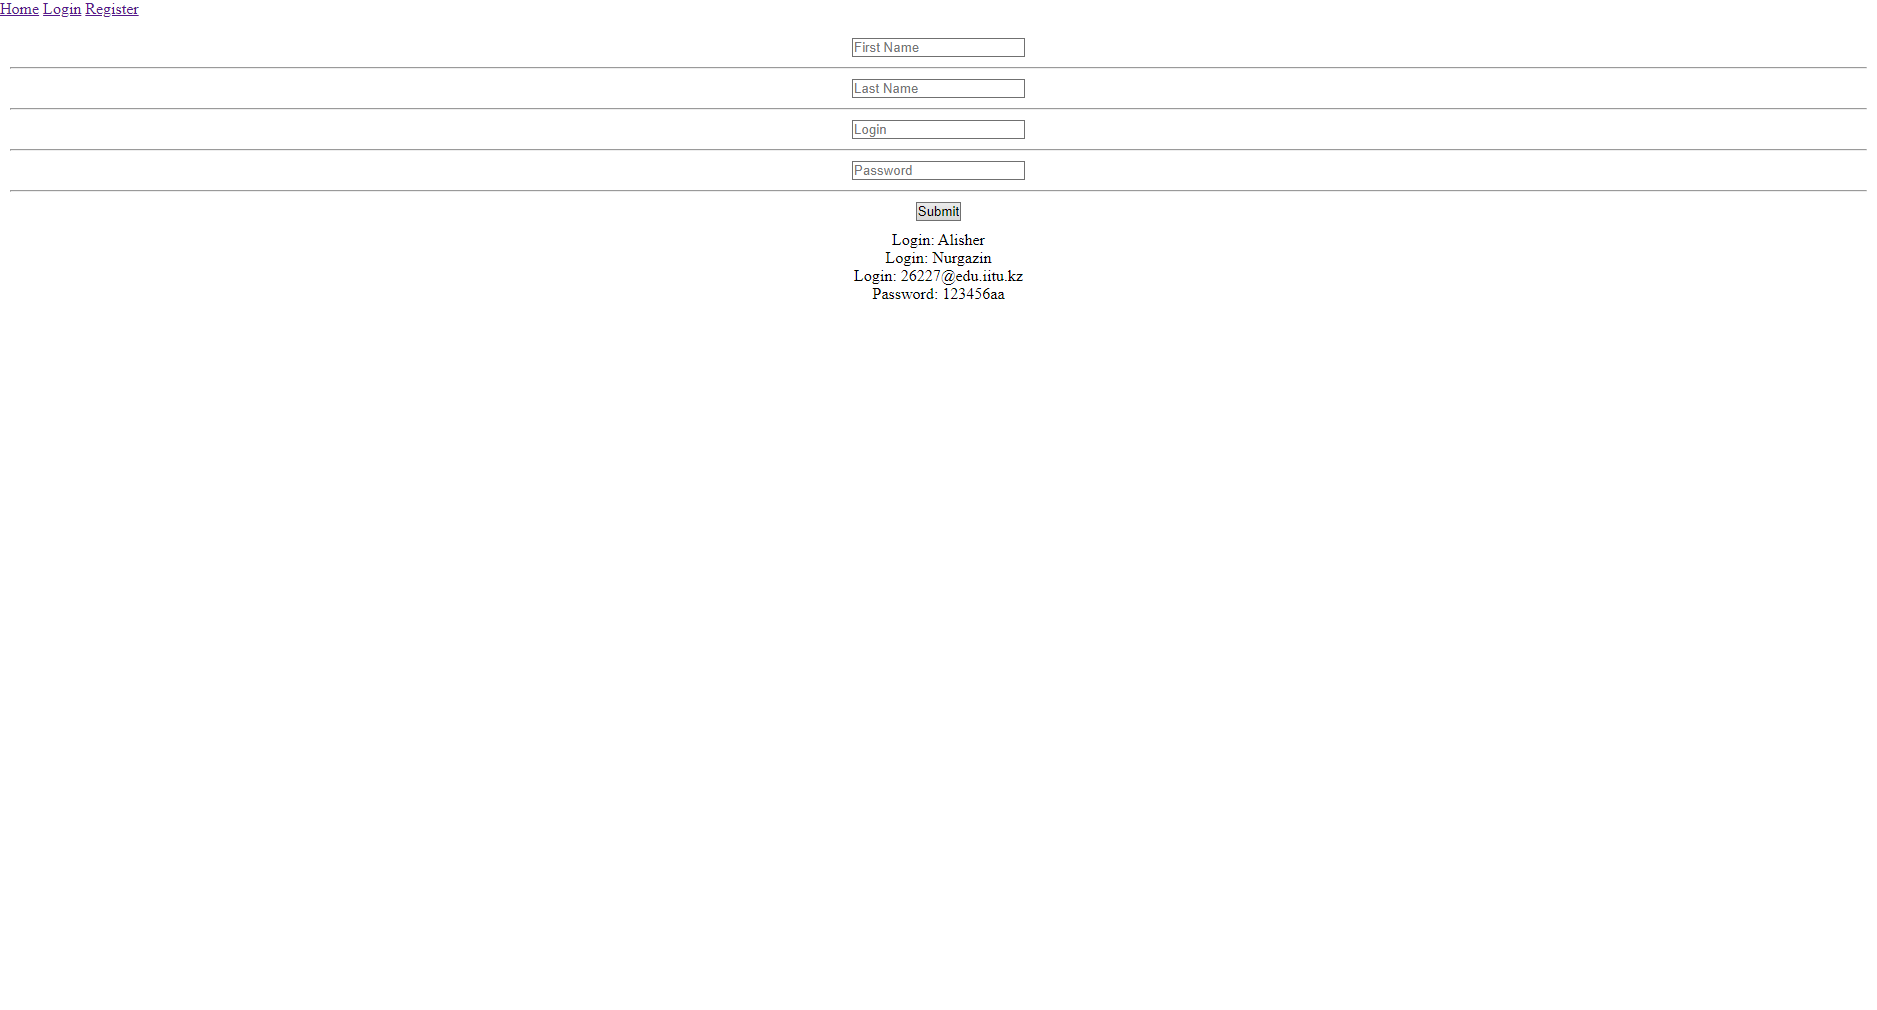 Home Login Register
First Name
Last Name
Login
Password
Submit
Login: Alisher
Login: Nurgazin
Login: 26227@edu.iitu.kz
Password: 123456aa